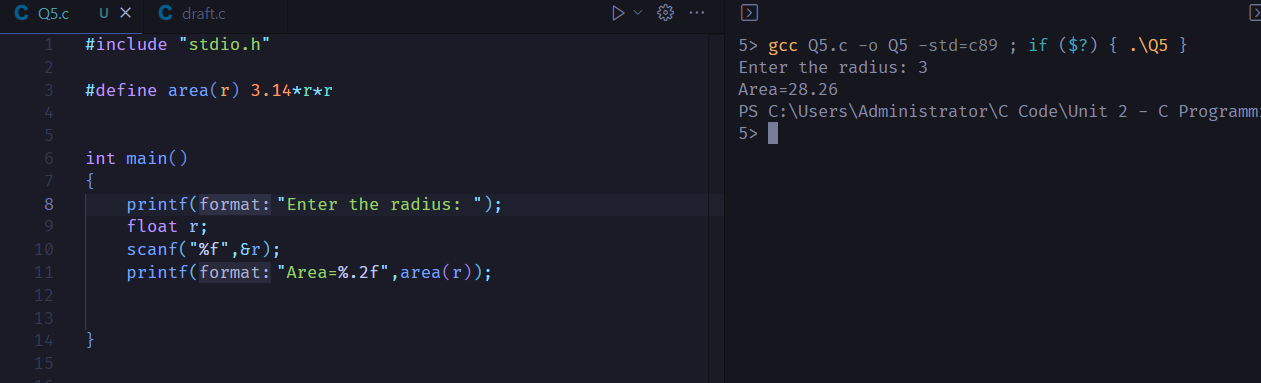 C Q5.c U × C draft.c
1 #include "stdio.h"
2
3 #define area(r) 3.14*r*r
4
5
6 int main()
7 {
8 printf(format: "Enter the radius: ");
9 float r;
10 scanf("%f",&r);
11 printf(format: "Area=%.2f",area(r));
12
13
14 }
15
5> gcc Q5.c -o Q5 -std=c89 ; if ($?) { .\Q5 }
Enter the radius: 3
Area=28.26
PS C:\Users\Administrator\C Code\Unit 2 - C Programmi
5>